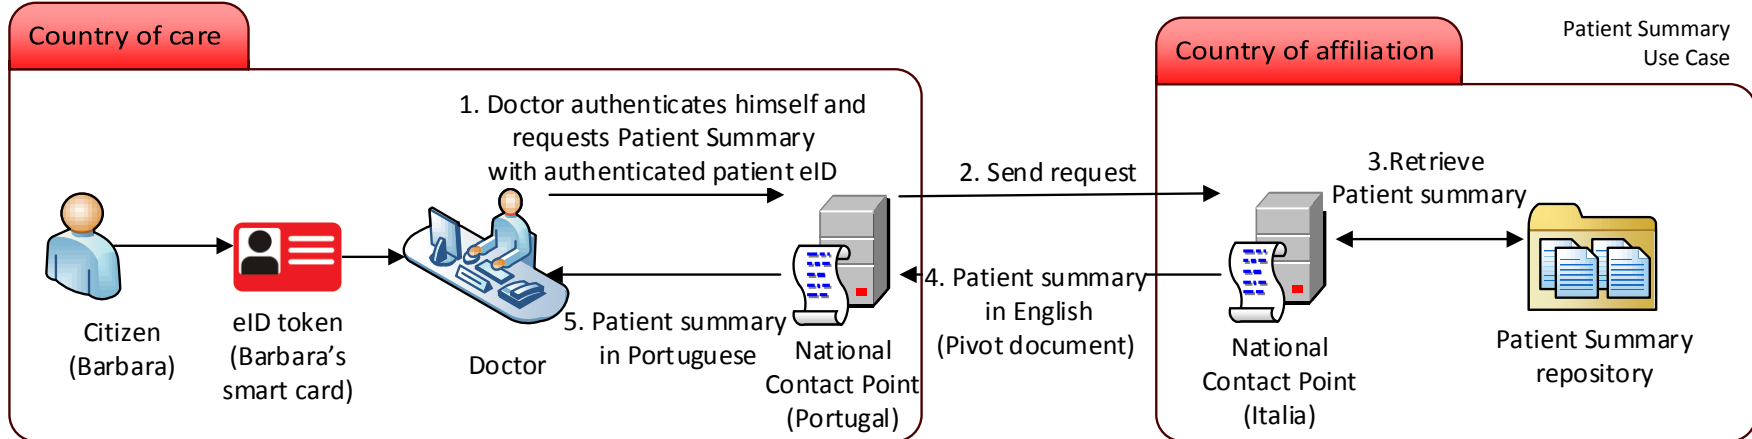 Country of care
Country of affiliation
Patient Summary
Use Case
1. Doctor authenticates himself and
requests Patient Summary
with authenticated patient eID
2. Send request
3.Retrieve
Patient summary
Citizen
(Barbara)
eID token
(Barbara's
smart card)
Doctor
5. Patient summary
in Portuguese
National
Contact Point
(Portugal)
4. Patient summary
in English
(Pivot document)
National
Contact Point
(Italia)
Patient Summary
repository